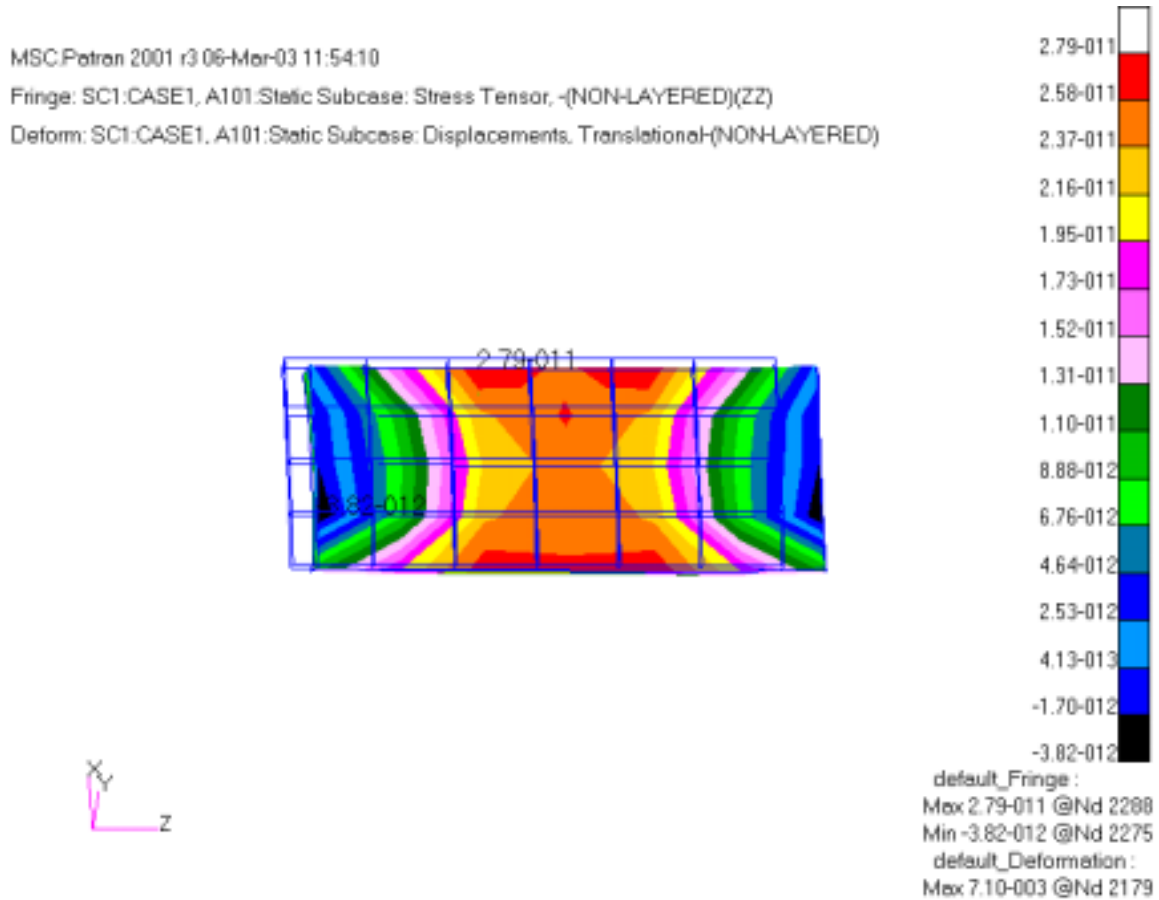 MSC.Patran 2001 r3 06-Mar-03 11:54:10
Fringe: SC1:CASE1, A101:Static Subcase: Stress Tensor, -(NON-LAYERED)(ZZ)
Deform: SC1:CASE1, A101:Static Subcase: Displacements, Translational-(NON-LAYERED)
2.79-011
2.58-011
2.37-011
2.16-011
1.95-011
1.73-011
1.52-011
1.31-011
1.10-011
8.88-012
6.76-012
4.64-012
2.53-012
4.13-013
-1.70-012
-3.82-012
2.79-011
-3.82-012
X
Y
Z
default_Fringe :
Max 2.79-011 @Nd 2288
Min -3.82-012 @Nd 2275
default_Deformation :
Max 7.10-003 @Nd 2179